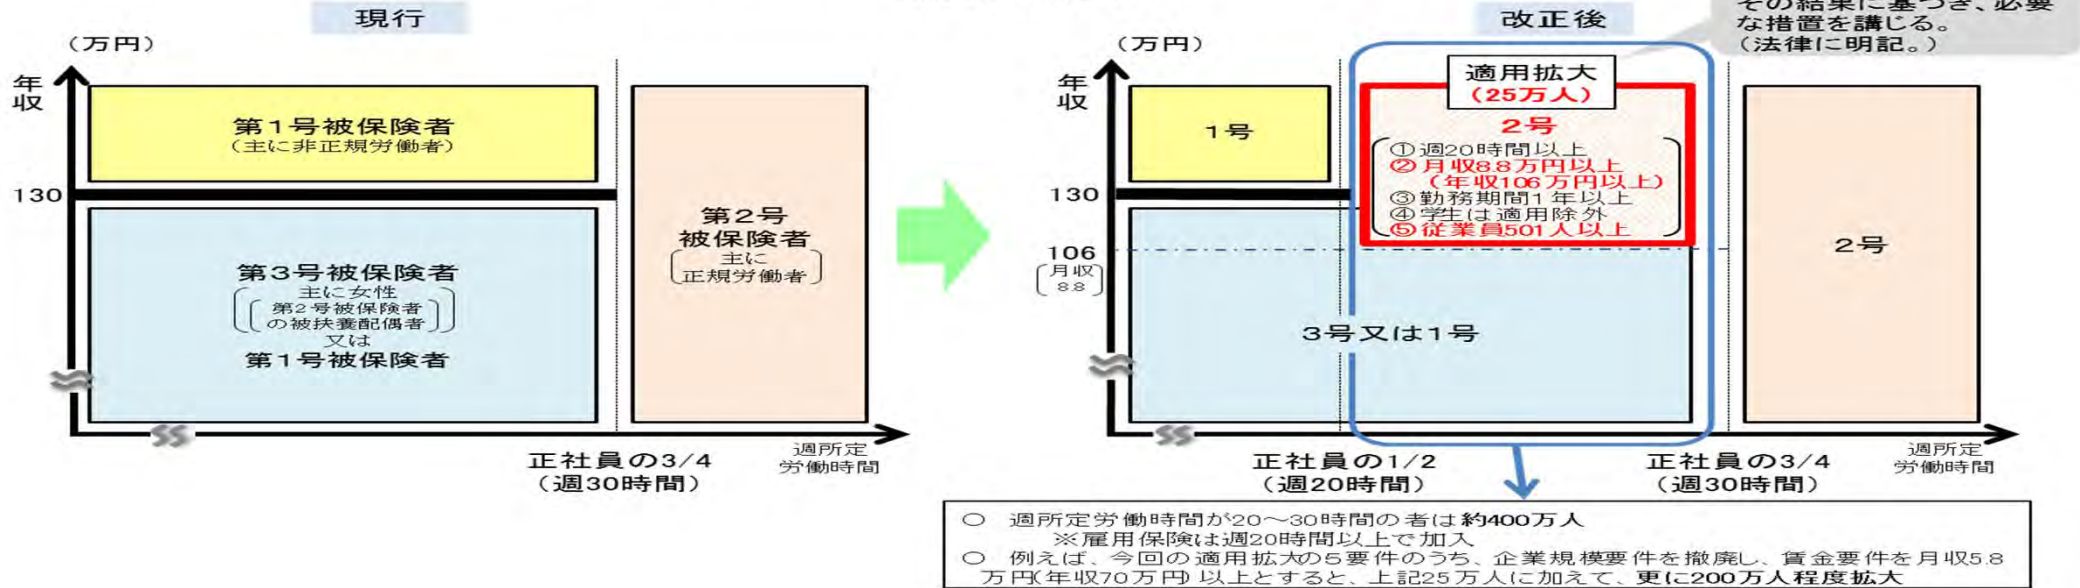 現行
(万円)
年収
第1号被保険者
(主に非正規労働者)
130
第3号被保険者
主に女性
第2号被保険者
の被扶養配偶者
又は
第1号被保険者
第2号
被保険者
主に
正規労働者
正社員の3/4
(週30時間)
週所定
労働時間
改正後
その結果に基づき、必要
な措置を講じる。
(法律に明記。)
(万円)
年収
適用拡大
(25万人)
1号
2号
①週20時間以上
②月収8.8万円以上
(年収106万円以上)
③勤務期間1年以上
④学生は適用除外
⑤従業員501人以上
130
106
月収
8.8
2号
3号又は1号
正社員の1/2
(週20時間)
正社員の3/4
(週30時間)
週所定
労働時間
○ 週所定労働時間が20~30時間の者は約400万人
※雇用保険は週20時間以上で加入
○ 例えば、今回の適用拡大の5要件のうち、企業規模要件を撤廃し、賃金要件を月収5.8
万円(年収70万円)以上とすると、上記25万人に加えて、更に200万人程度拡大